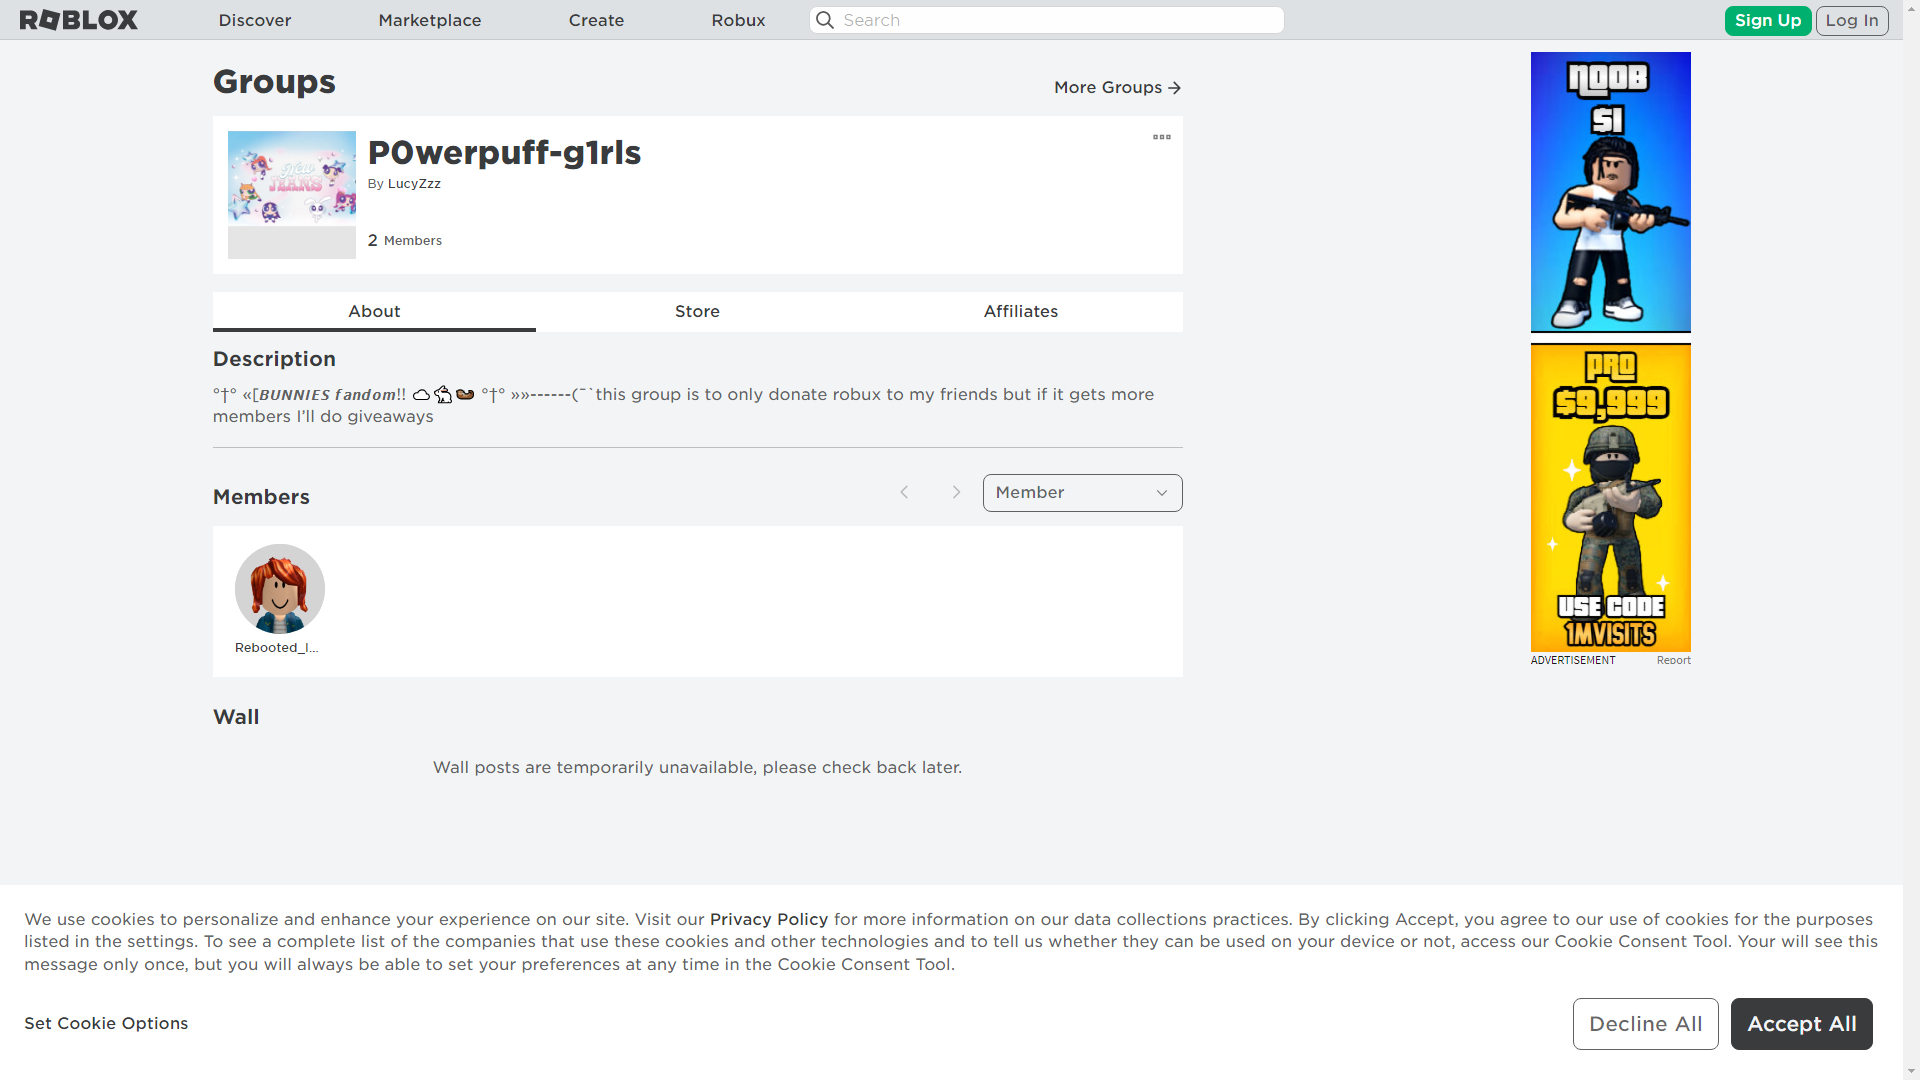 ROBLOX
Discover
Marketplace
Create
Robux
Search
Sign Up
Log In
Groups
More Groups
New
JEANS
P0werpuff-g1rls
By LucyZzz
2 Members
About
Store
Affiliates
Description
°†° «[𝑩𝑼𝑵𝑵𝑰𝑬𝑺 𝒇𝒂𝒏𝒅𝒐𝒎!! ☁️🐇🪺 °†° »»------(¯`this group is to only donate robux to my friends but if it gets more
members I'll do giveaways
Members
Member
Rebooted_l...
Wall
Wall posts are temporarily unavailable, please check back later.
NOOB
$1
PRO
$9,999
USE CODE
1MVISITS
ADVERTISEMENT
Report
We use cookies to personalize and enhance your experience on our site. Visit our Privacy Policy for more information on our data collections practices. By clicking Accept, you agree to our use of cookies for the purposes
listed in the settings. To see a complete list of the companies that use these cookies and other technologies and to tell us whether they can be used on your device or not, access our Cookie Consent Tool. Your will see this
message only once, but you will always be able to set your preferences at any time in the Cookie Consent Tool.
Set Cookie Options
Decline All
Accept All